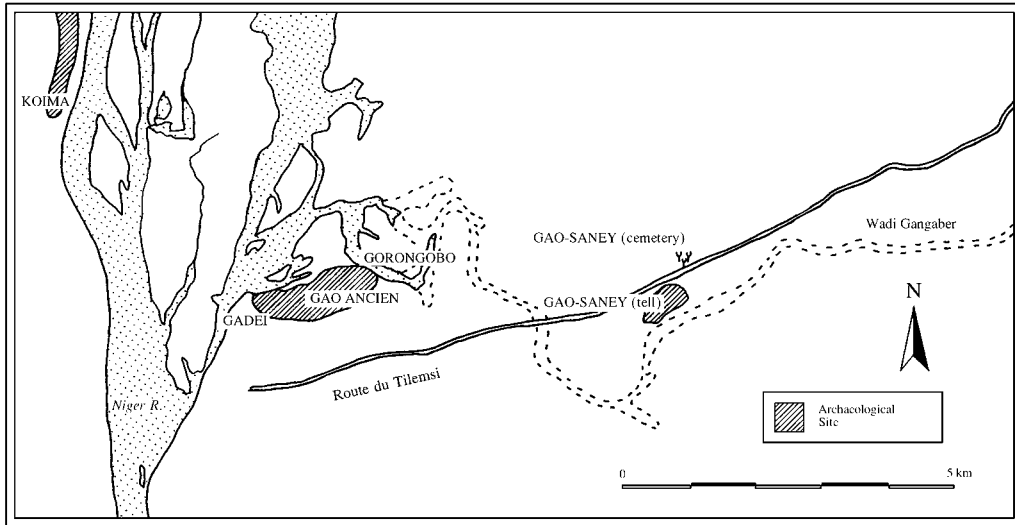 KOIMA
Wadi Gangaber
GAO-SANEY (cemetery)
GORONGOBO
GAO ANCIEN
GAO-SANEY (tell)
GADEI
N
Route du Tilemsi
Niger R.
Archacological
Site
0
5 km